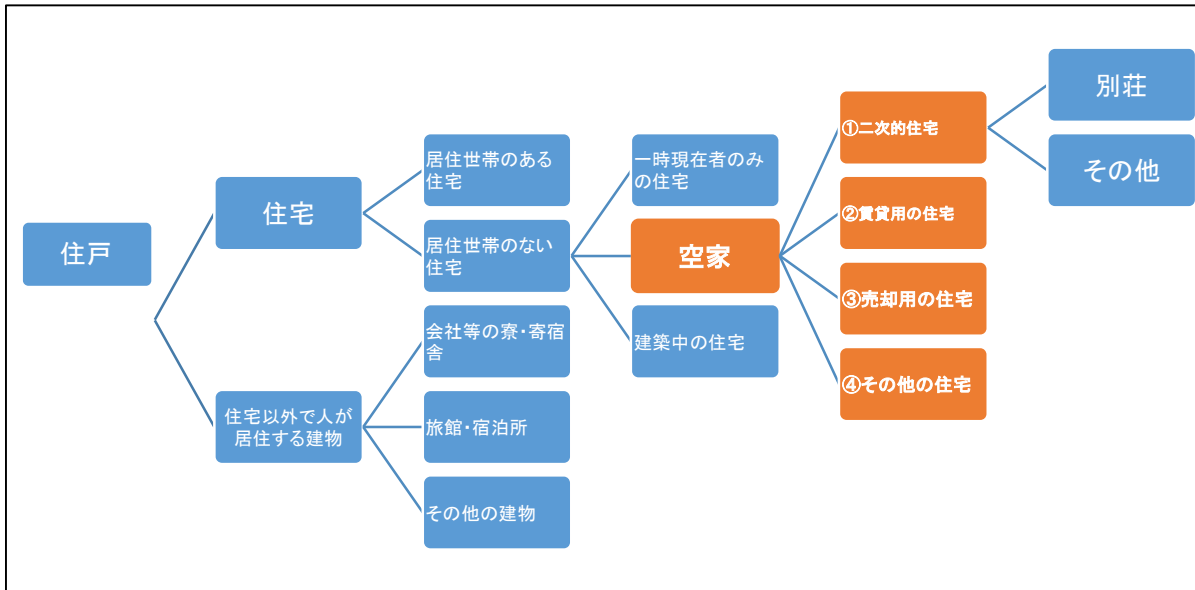 住戸
住宅
住宅以外で人が
居住する建物
居住世帯のある
住宅
居住世帯のない
住宅
会社等の寮・寄宿
舎
旅館・宿泊所
その他の建物
一時現在者のみ
の住宅
空家
建築中の住宅
①二次的住宅
②賃貸用の住宅
③売却用の住宅
④その他の住宅
別荘
その他